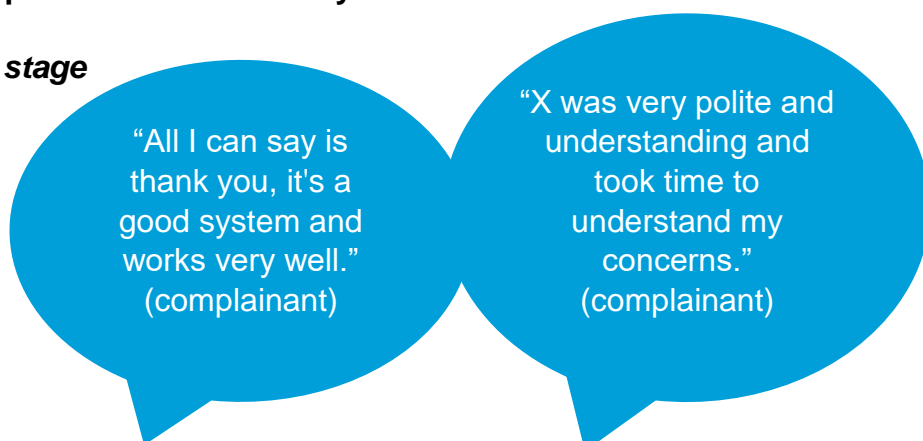 stage
“All I can say is
thank you, it's a
good system and
works very well.”
(complainant)
“X was very polite and
understanding and
took time to
understand my
concerns.”
(complainant)